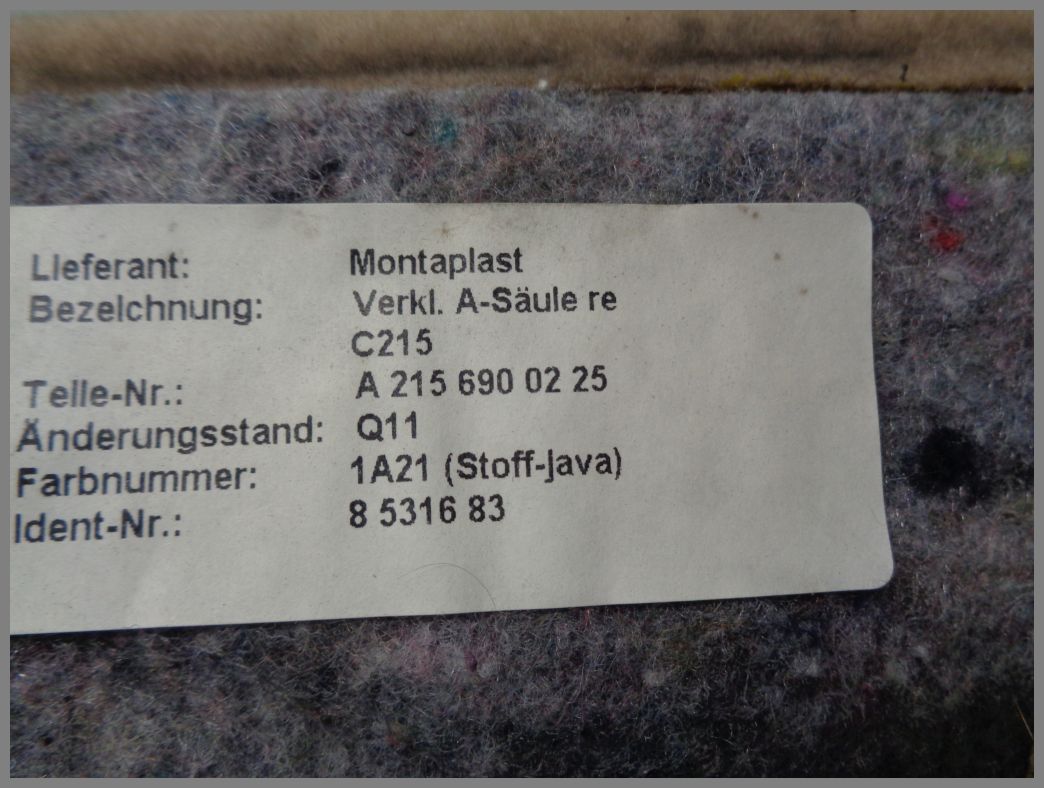 Lieferant: Montaplast
Bezeichnung: Verkl. A-Säule re
C215
Teile-Nr.: A 215 690 02 25
Änderungsstand: Q11
Farbnummer: 1A21 (Stoff-Java)
Ident-Nr.: 8 5316 83